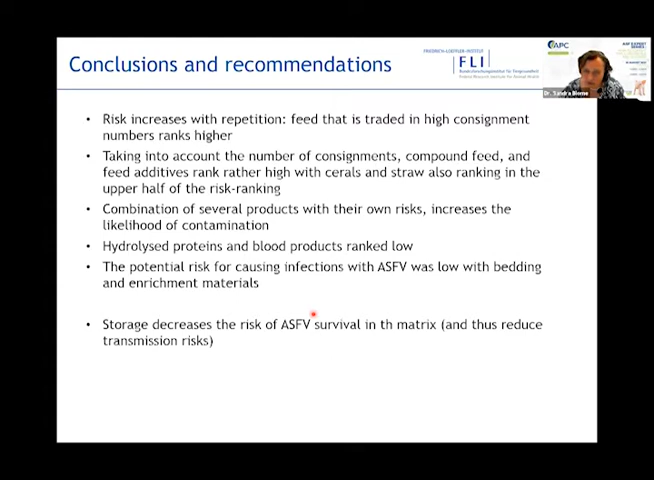 Conclusions and recommendations
FRIEDRICH-LOEFFLER-INSTITUT
FLI
Bundesforschungsinstitut für Tiergesundheit
Federal Research Institute for Animal Health
APC
ASF EXPERT
SERIES
Dr. Sandra Blome
• Risk increases with repetition: feed that is traded in high consignment
numbers ranks higher
• Taking into account the number of consignments, compound feed, and
feed additives rank rather high with cerals and straw also ranking in the
upper half of the risk-ranking
• Combination of several products with their own risks, increases the
likelihood of contamination
• Hydrolysed proteins and blood products ranked low
• The potential risk for causing infections with ASFV was low with bedding
and enrichment materials
• Storage decreases the risk of ASFV survival in th matrix (and thus reduce
transmission risks)